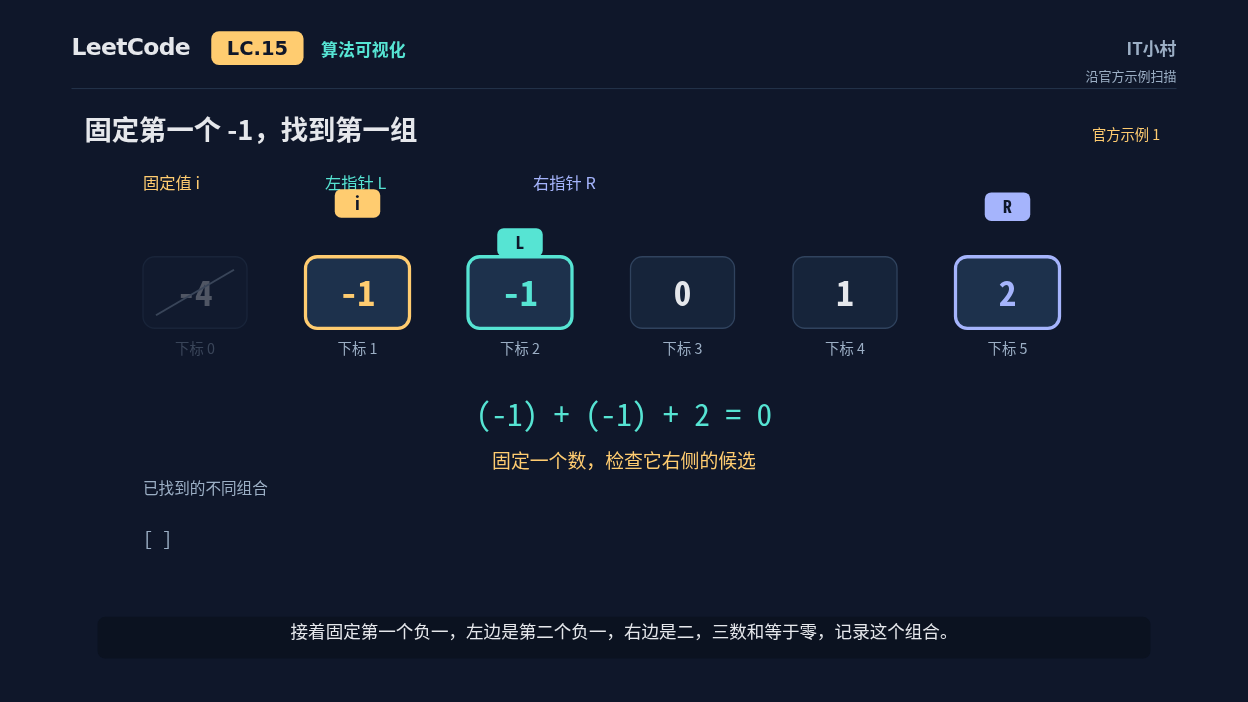 LeetCode LC.15 算法可视化
IT小村
沿官方示例扫描
固定第一个 -1，找到第一组
官方示例 1
固定值 i 左指针 L 右指针 R
i
R
L
-4 -1 -1 0 1 2
下标 0 下标 1 下标 2 下标 3 下标 4 下标 5
(-1) + (-1) + 2 = 0
固定一个数，检查它右侧的候选
已找到的不同组合
[ ]
接着固定第一个负一，左边是第二个负一，右边是二，三数和等于零，记录这个组合。